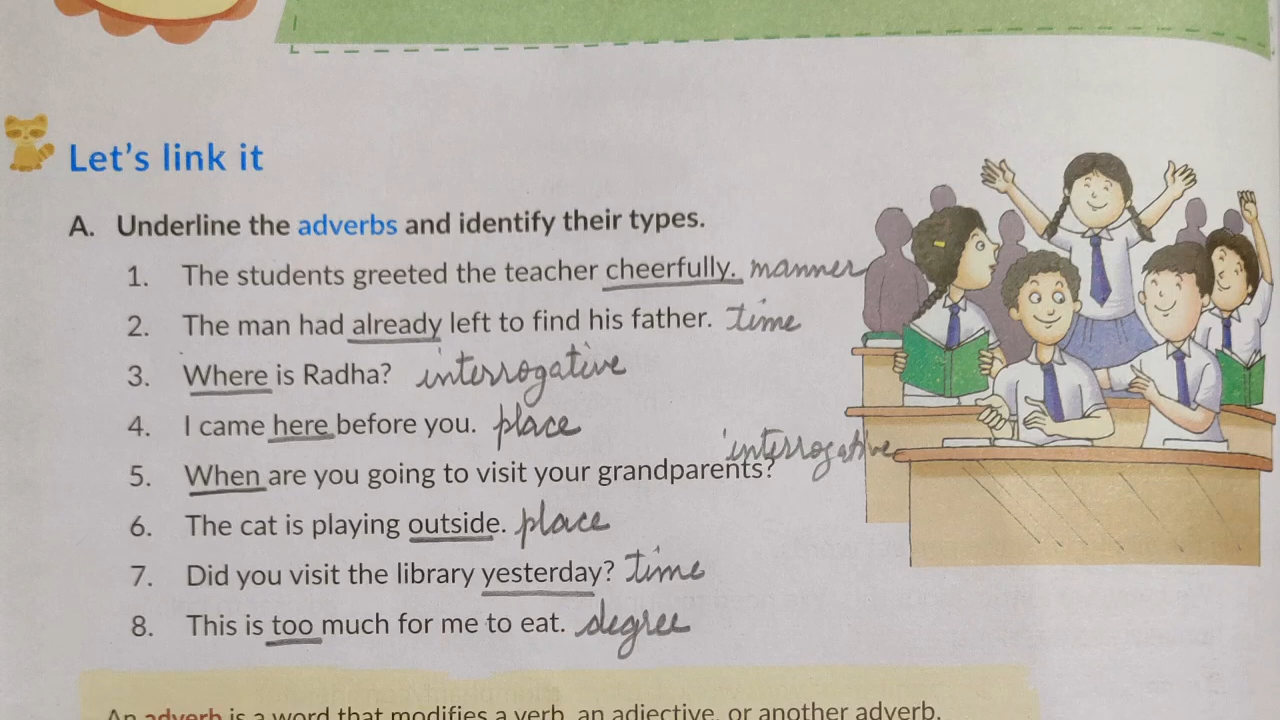 Let's link it
A. Underline the adverbs and identify their types.
1. The students greeted the teacher cheerfully. manner
2. The man had already left to find his father. time
3. Where is Radha? interrogative
4. I came here before you. place
interrogative
5. When are you going to visit your grandparents?
6. The cat is playing outside. place
7. Did you visit the library yesterday? time
8. This is too much for me to eat. degree
An adverb is a word that modifies a verb, an adjective, or another adverb.